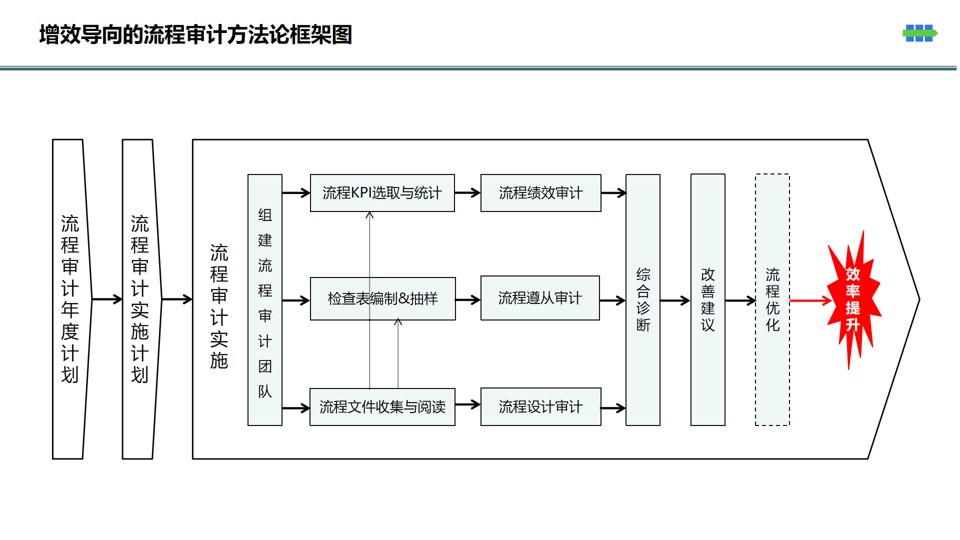 增效导向的流程审计方法论框架图
流程审计年度计划
流程审计实施计划
流程审计实施
组建流程审计团队
流程KPI选取与统计
流程绩效审计
检查表编制&抽样
流程遵从审计
流程文件收集与阅读
流程设计审计
综合诊断
改善建议
流程优化
效率提升